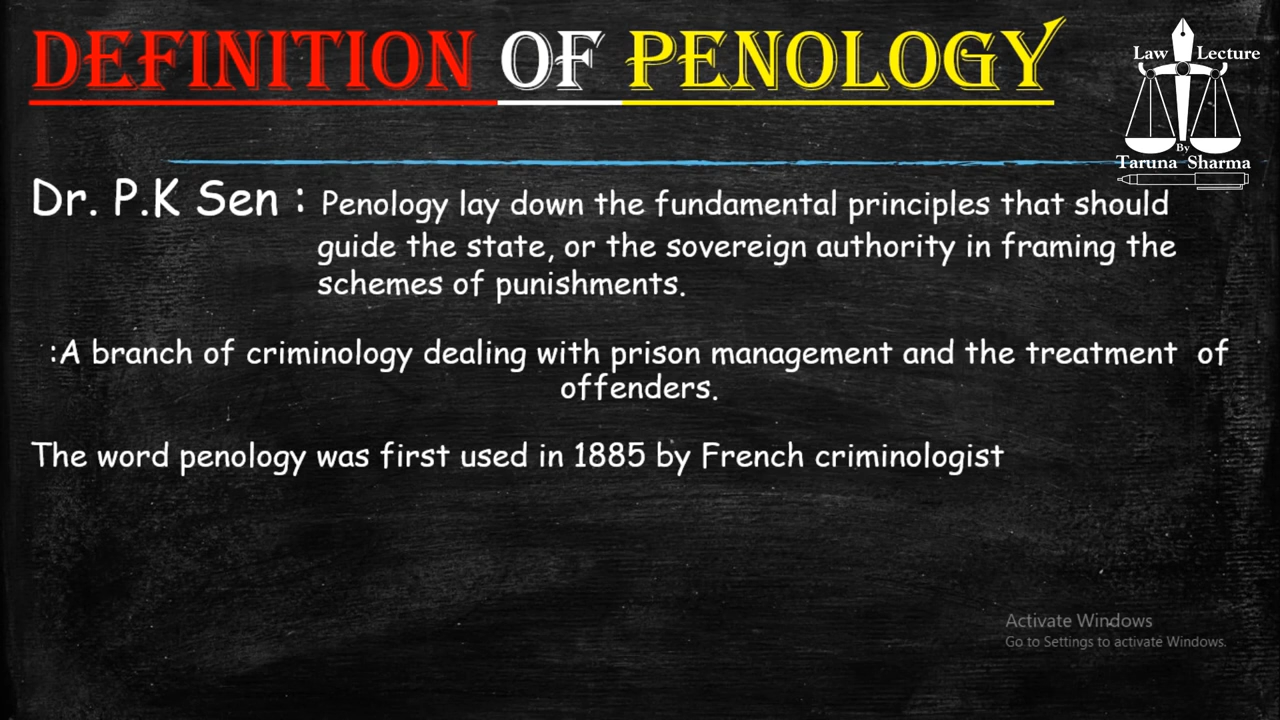 DEFINITION OF PENOLOGY
Law Lecture
By
Taruna Sharma
Dr. P.K Sen : Penology lay down the fundamental principles that should
guide the state, or the sovereign authority in framing the
schemes of punishments.
:A branch of criminology dealing with prison management and the treatment of
offenders.
The word penology was first used in 1885 by French criminologist
Activate Windows
Go to Settings to activate Windows.